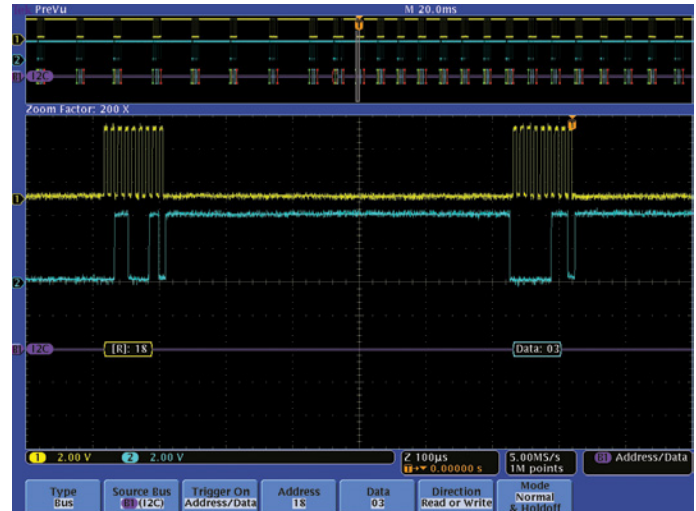 PreVu M 20.0ms
T
1
2
B1 I2C
Zoom Factor: 200 X
T
1
2
B1 I2C [R]: 18 Data: 03
1 2.00 V 2 2.00 V Z 100µs 5.00MS/s B1 Address/Data
T→▾ 0.00000 s 1M points
Type Source Bus Trigger On Address Data Direction Mode
Bus B1 (I2C) Address/Data 18 03 Read or Write Normal
& Holdoff